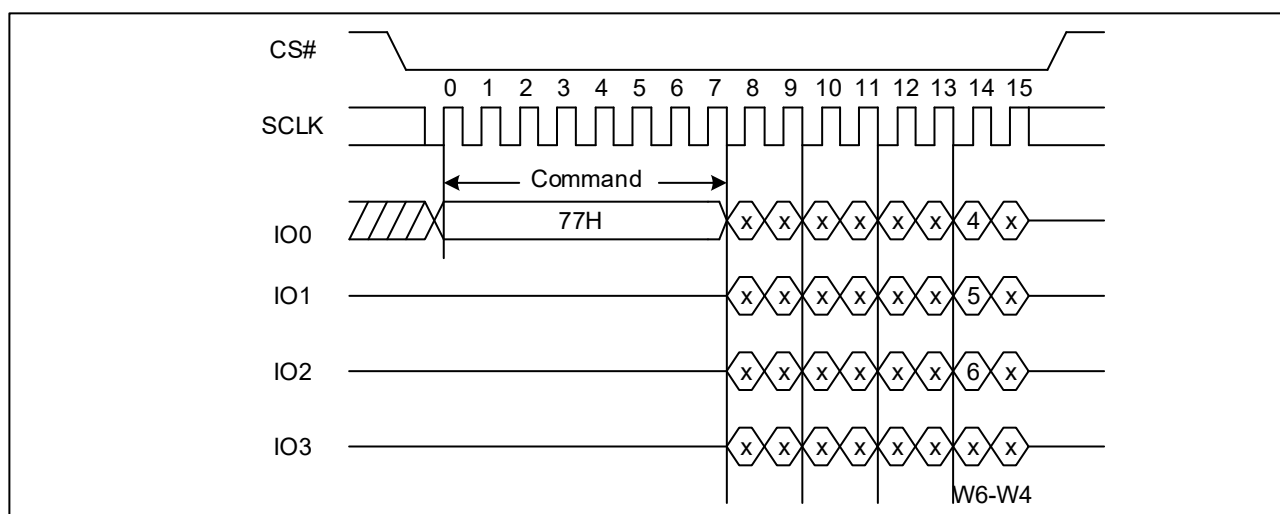 CS#
0 1 2 3 4 5 6 7 8 9 10 11 12 13 14 15
SCLK
Command
IO0 77H x x x x x x 4 x
IO1 x x x x x x 5 x
IO2 x x x x x x 6 x
IO3 x x x x x x x x
W6-W4